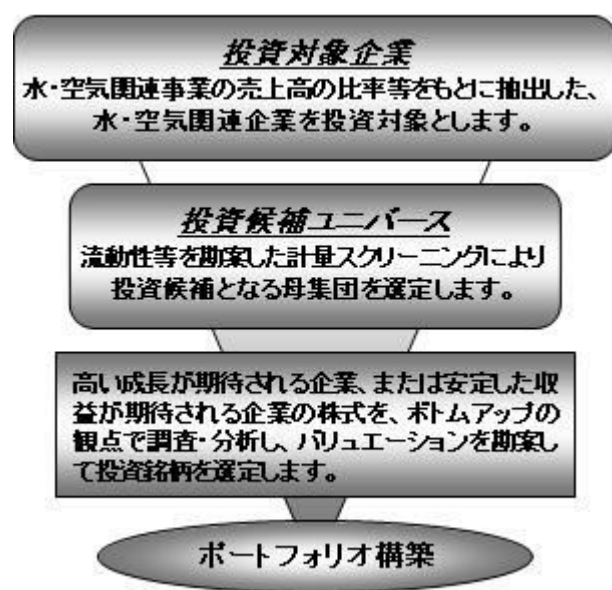 投資対象企業
水・空気関連事業の売上高の比率等をもとに抽出した、
水・空気関連企業を投資対象とします。
投資候補ユニバース
流動性等を勘案した計量スクリーニングにより
投資候補となる母集団を選定します。
高い成長が期待される企業、または安定した収
益が期待される企業の株式を、ボトムアップの
観点で調査・分析し、バリュエーションを勘案し
て投資銘柄を選定します。
ポートフォリオ構築